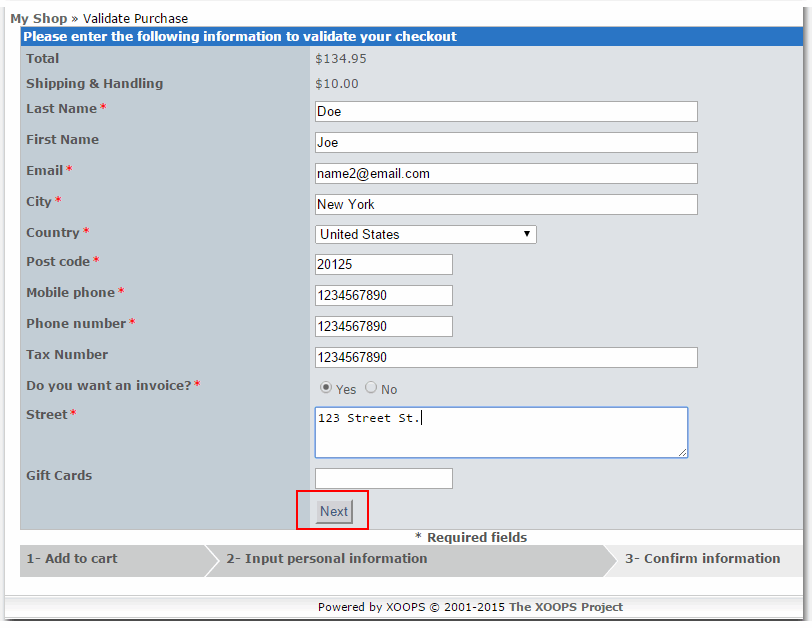 My Shop » Validate Purchase
Please enter the following information to validate your checkout
Total $134.95
Shipping & Handling $10.00
Last Name * Doe
First Name Joe
Email * name2@email.com
City * New York
Country * United States
Post code * 20125
Mobile phone * 1234567890
Phone number * 1234567890
Tax Number 1234567890
Do you want an invoice? * Yes No
Street * 123 Street St.
Gift Cards
Next
* Required fields
1- Add to cart 2- Input personal information 3- Confirm information
Powered by XOOPS © 2001-2015 The XOOPS Project